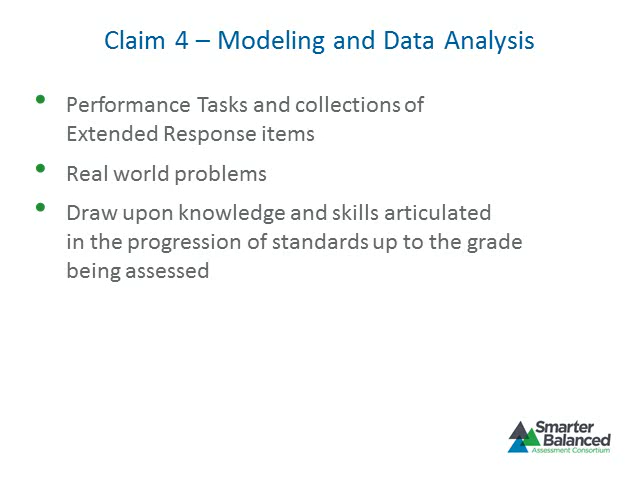 Claim 4 – Modeling and Data Analysis
• Performance Tasks and collections of
Extended Response items
• Real world problems
• Draw upon knowledge and skills articulated
in the progression of standards up to the grade
being assessed
Smarter
Balanced
Assessment Consortium